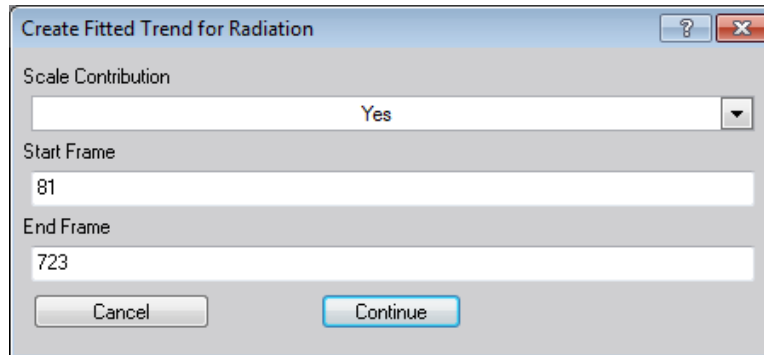 Create Fitted Trend for Radiation
?
Scale Contribution
Yes
Start Frame
81
End Frame
723
Cancel Continue